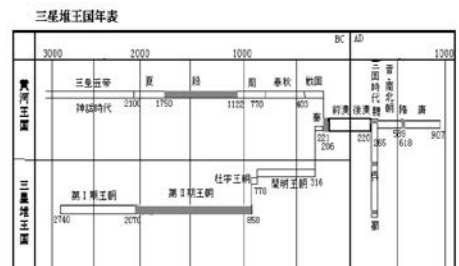 三星堆王国年表
BC AD
3000 2000 1000 1000
黄河王国
三皇五帝 夏 殷 周 春秋 戦国
神話時代 2100 1750 1122 770 403
秦 221 206
前漢 後漢 220
三国時代 魏 呉 蜀 265
晋・南北朝 589
隋 618 唐 907
三星堆王国
第Ⅰ期王朝 第Ⅱ期王朝 杜宇王朝 開明王朝 316
770
2740 2070 850